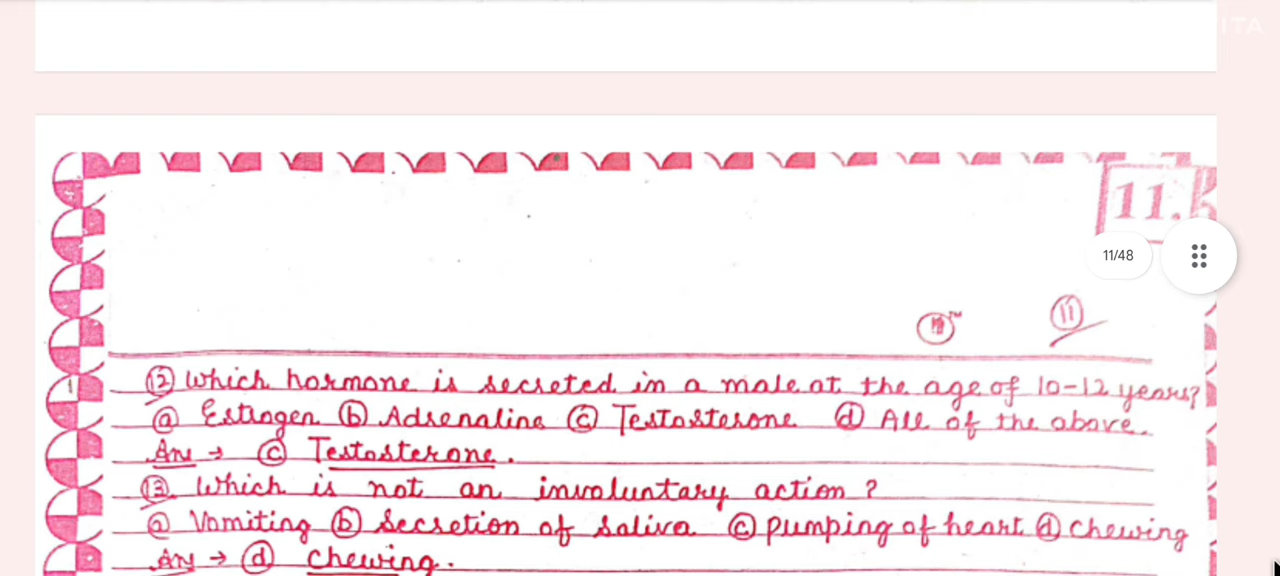 ITA
11.
11/48
11
12 Which hormone is secreted in a male at the age of 10-12 years?
a Estrogen b Adrenaline c Testosterone d All of the above.
Ans → c Testosterone.
13 Which is not an involuntary action?
a Vomiting b Secretion of saliva c Pumping of heart d Chewing
Ans → d Chewing.